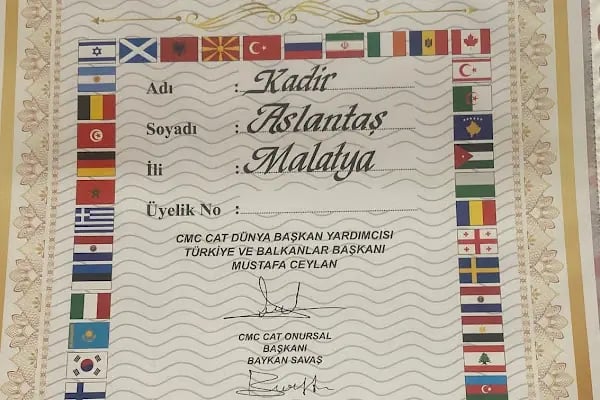 Adı : Kadir
Soyadı : Aslantaş
İli : Malatya
Üyelik No :
CMC CAT DÜNYA BAŞKAN YARDIMCISI
TÜRKİYE VE BALKANLAR BAŞKANI
MUSTAFA CEYLAN
CMC CAT ONURSAL
BAŞKANI
BAYKAN SAVAŞ